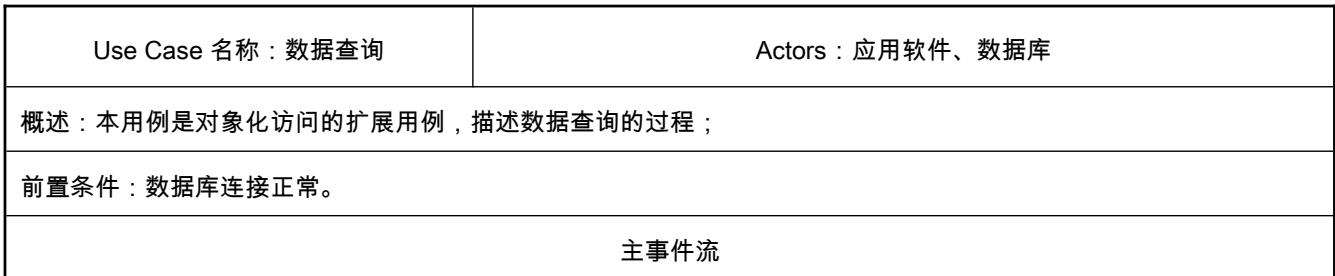 Use Case 名称：数据查询
Actors：应用软件、数据库
概述：本用例是对象化访问的扩展用例，描述数据查询的过程；
前置条件：数据库连接正常。
主事件流